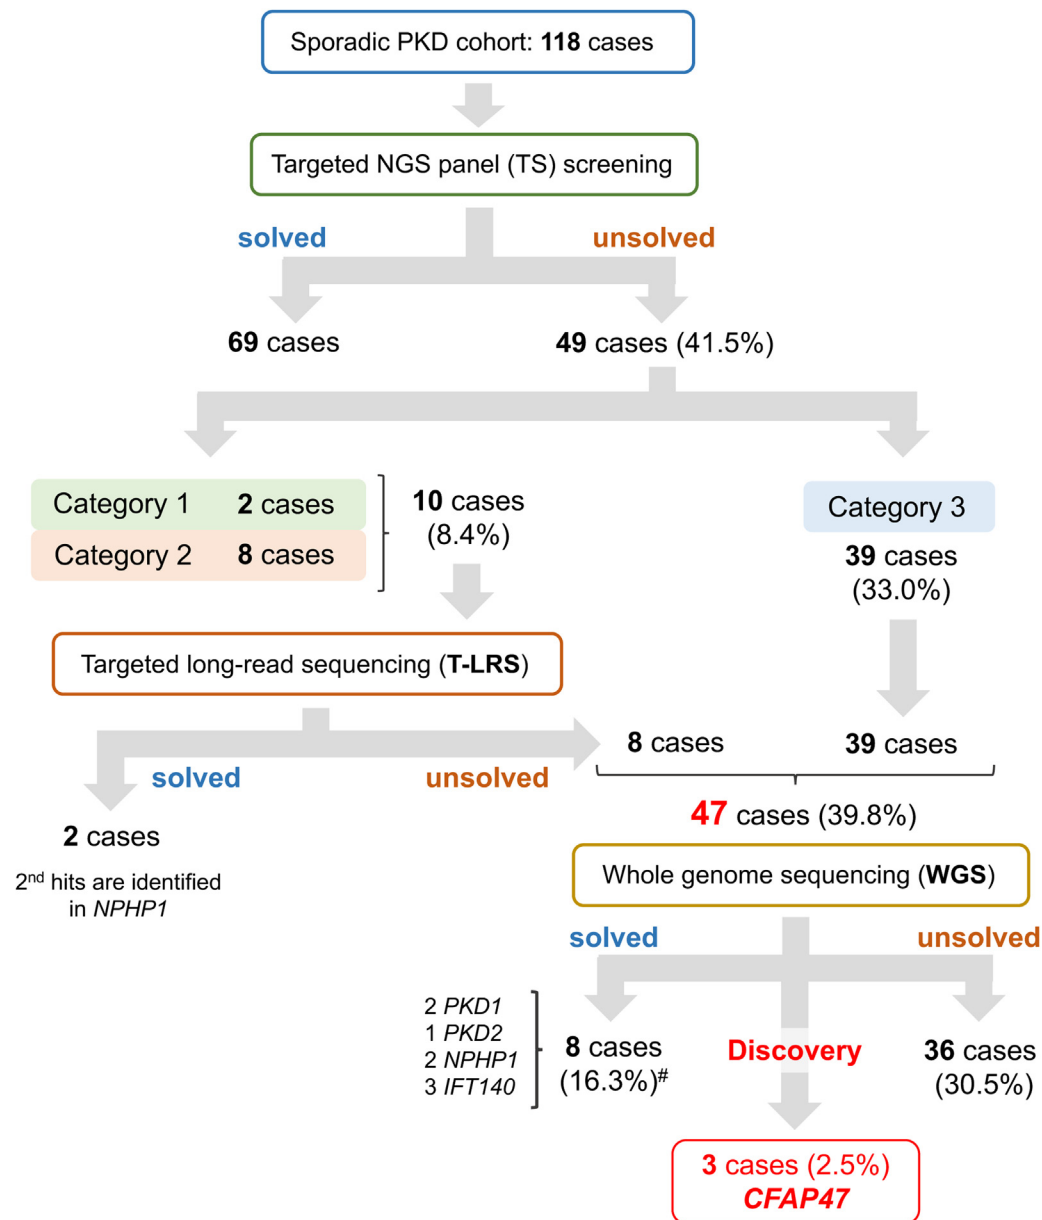 Sporadic PKD cohort: 118 cases
Targeted NGS panel (TS) screening
solved
unsolved
69 cases
49 cases (41.5%)
Category 1 2 cases
Category 2 8 cases
10 cases
(8.4%)
Category 3
39 cases
(33.0%)
Targeted long-read sequencing (T-LRS)
8 cases
39 cases
solved
unsolved
47 cases (39.8%)
2 cases
2nd hits are identified
in NPHP1
Whole genome sequencing (WGS)
solved
unsolved
2 PKD1
1 PKD2
2 NPHP1
3 IFT140
8 cases
(16.3%)#
Discovery
36 cases
(30.5%)
3 cases (2.5%)
CFAP47